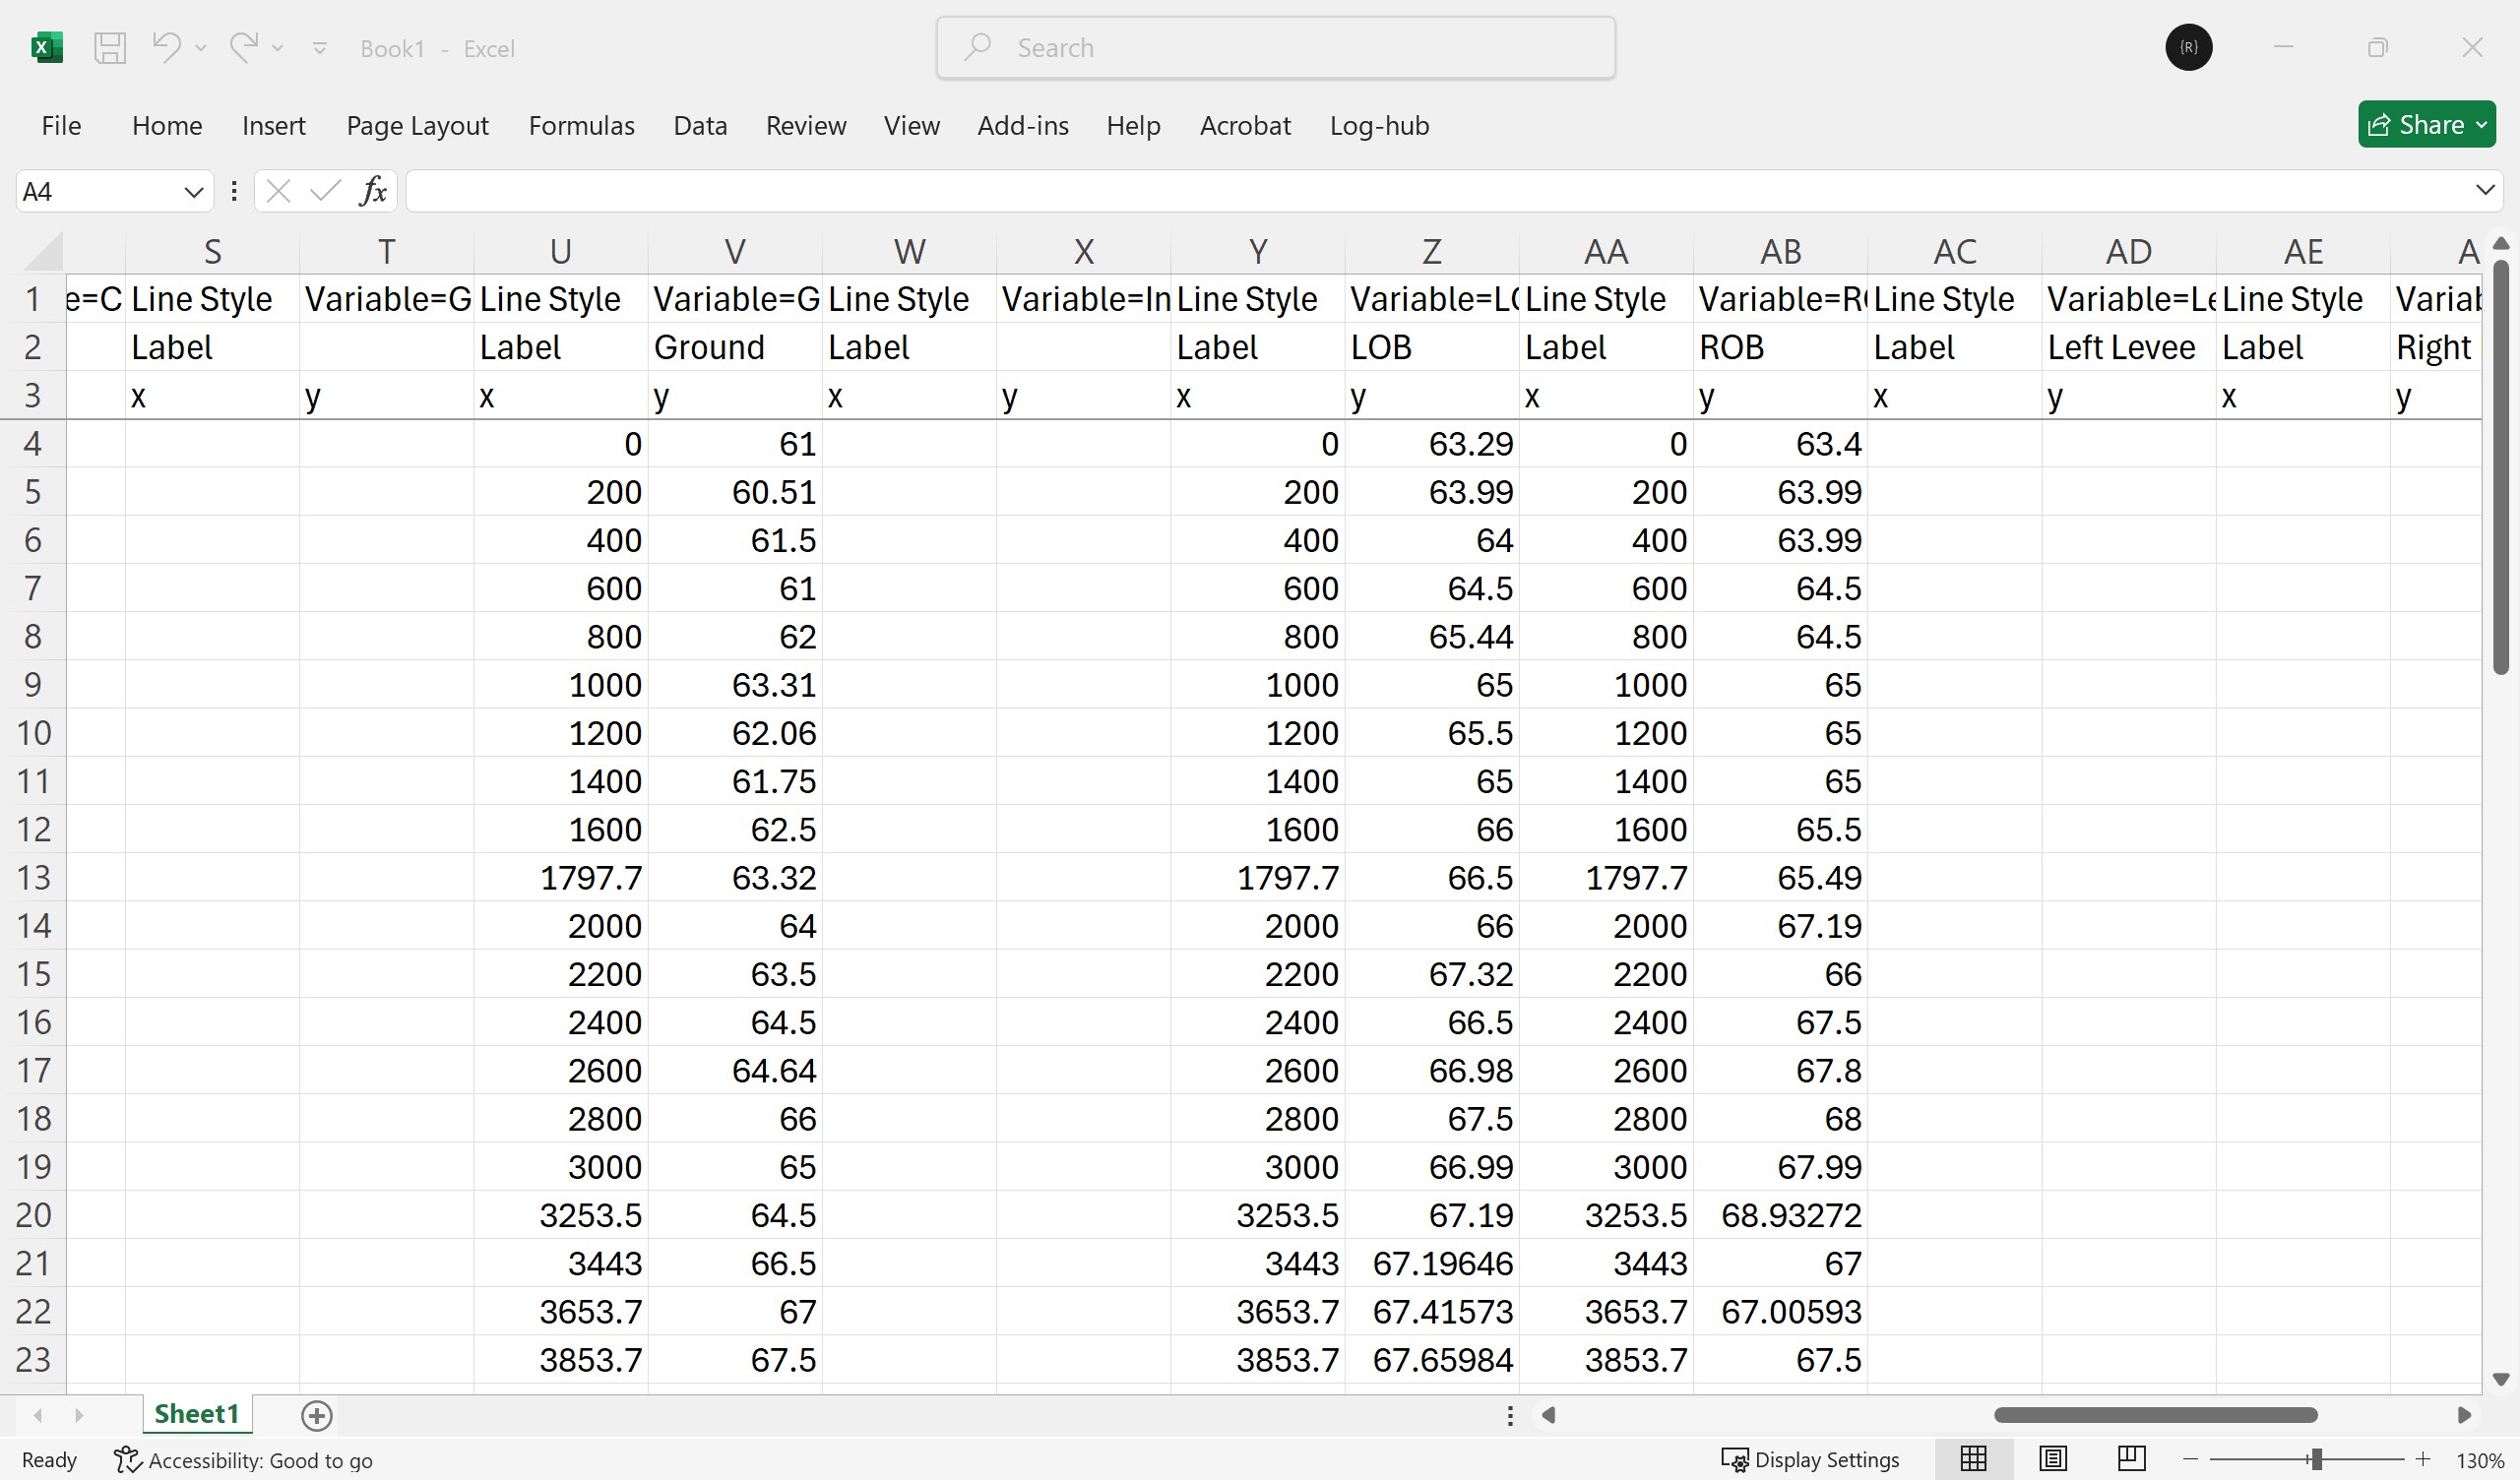 Book1 - Excel
Search
{R}
File Home Insert Page Layout Formulas Data Review View Add-ins Help Acrobat Log-hub
Share
A4
fx
S T U V W X Y Z AA AB AC AD AE A
1 e=C Line Style Variable=G Line Style Variable=G Line Style Variable=In Line Style Variable=LO Line Style Variable=RO Line Style Variable=Le Line Style Variab
2 Label Label Ground Label Label LOB Label ROB Label Left Levee Label Right
3 x y x y x y x y x y x y x y
4 0 61 0 63.29 0 63.4
5 200 60.51 200 63.99 200 63.99
6 400 61.5 400 64 400 63.99
7 600 61 600 64.5 600 64.5
8 800 62 800 65.44 800 64.5
9 1000 63.31 1000 65 1000 65
10 1200 62.06 1200 65.5 1200 65
11 1400 61.75 1400 65 1400 65
12 1600 62.5 1600 66 1600 65.5
13 1797.7 63.32 1797.7 66.5 1797.7 65.49
14 2000 64 2000 66 2000 67.19
15 2200 63.5 2200 67.32 2200 66
16 2400 64.5 2400 66.5 2400 67.5
17 2600 64.64 2600 66.98 2600 67.8
18 2800 66 2800 67.5 2800 68
19 3000 65 3000 66.99 3000 67.99
20 3253.5 64.5 3253.5 67.19 3253.5 68.93272
21 3443 66.5 3443 67.19646 3443 67
22 3653.7 67 3653.7 67.41573 3653.7 67.00593
23 3853.7 67.5 3853.7 67.65984 3853.7 67.5
Sheet1
Ready Accessibility: Good to go Display Settings 130%